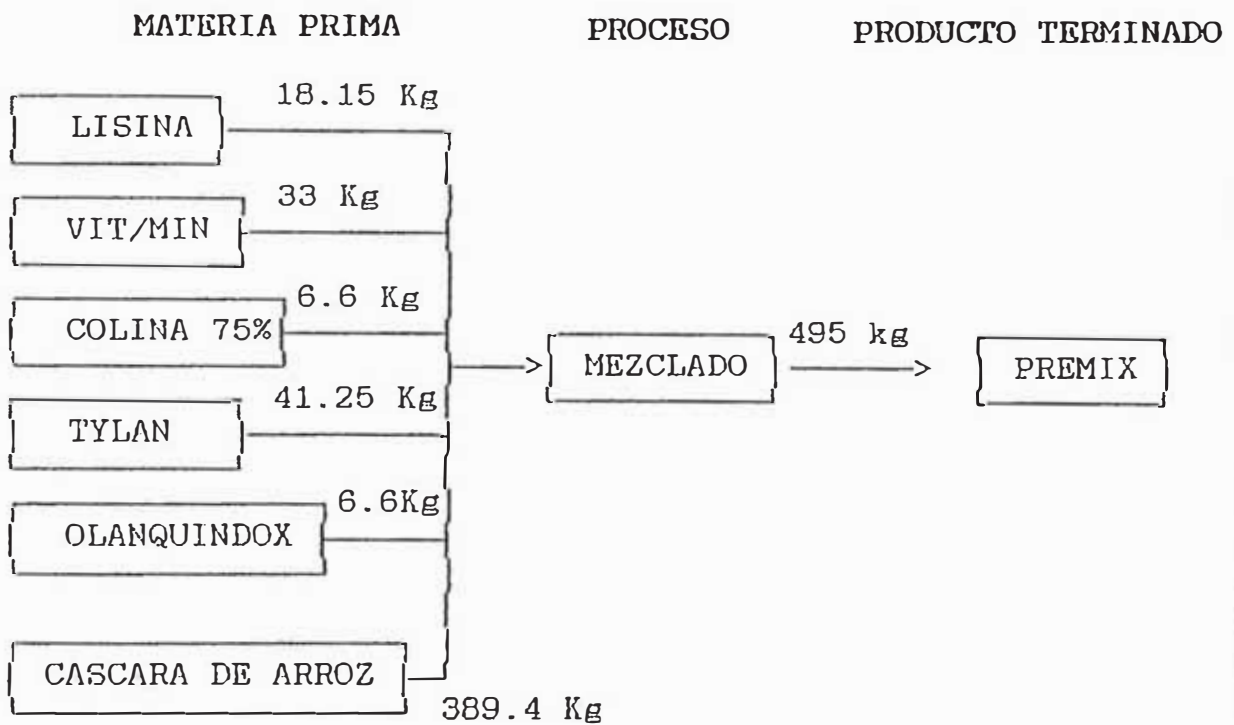 MATERIA PRIMA PROCESO PRODUCTO TERMINADO
18.15 Kg
LISINA
33 Kg
VIT/MIN
6.6 Kg
COLINA 75%
495 kg
MEZCLADO
PREMIX
41.25 Kg
TYLAN
6.6Kg
OLANQUINDOX
CASCARA DE ARROZ
389.4 Kg